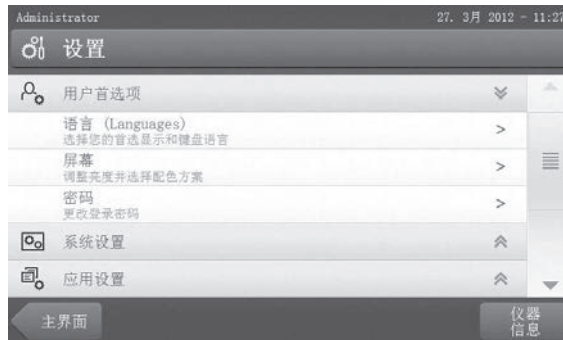 Administrator
27. 3月 2012 - 11:27
设置
用户首选项
语言 (Languages)
选择您的首选显示和键盘语言
屏幕
调整亮度并选择配色方案
密码
更改登录密码
系统设置
应用设置
主界面
仪器
信息